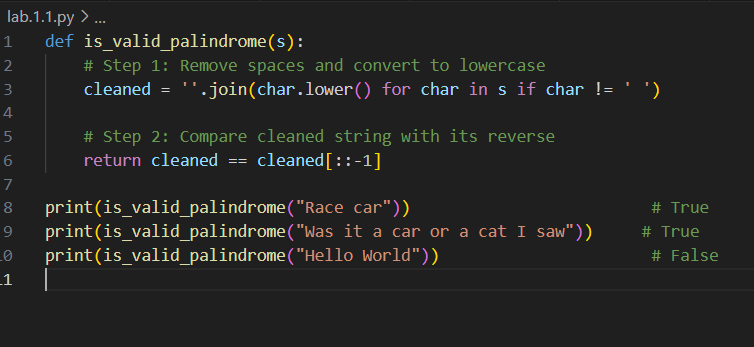 lab.1.1.py > ...
1 def is_valid_palindrome(s):
2     # Step 1: Remove spaces and convert to lowercase
3     cleaned = ''.join(char.lower() for char in s if char != ' ')
4
5     # Step 2: Compare cleaned string with its reverse
6     return cleaned == cleaned[::-1]
7
8 print(is_valid_palindrome("Race car"))                        # True
9 print(is_valid_palindrome("Was it a car or a cat I saw"))     # True
0 print(is_valid_palindrome("Hello World"))                     # False
1